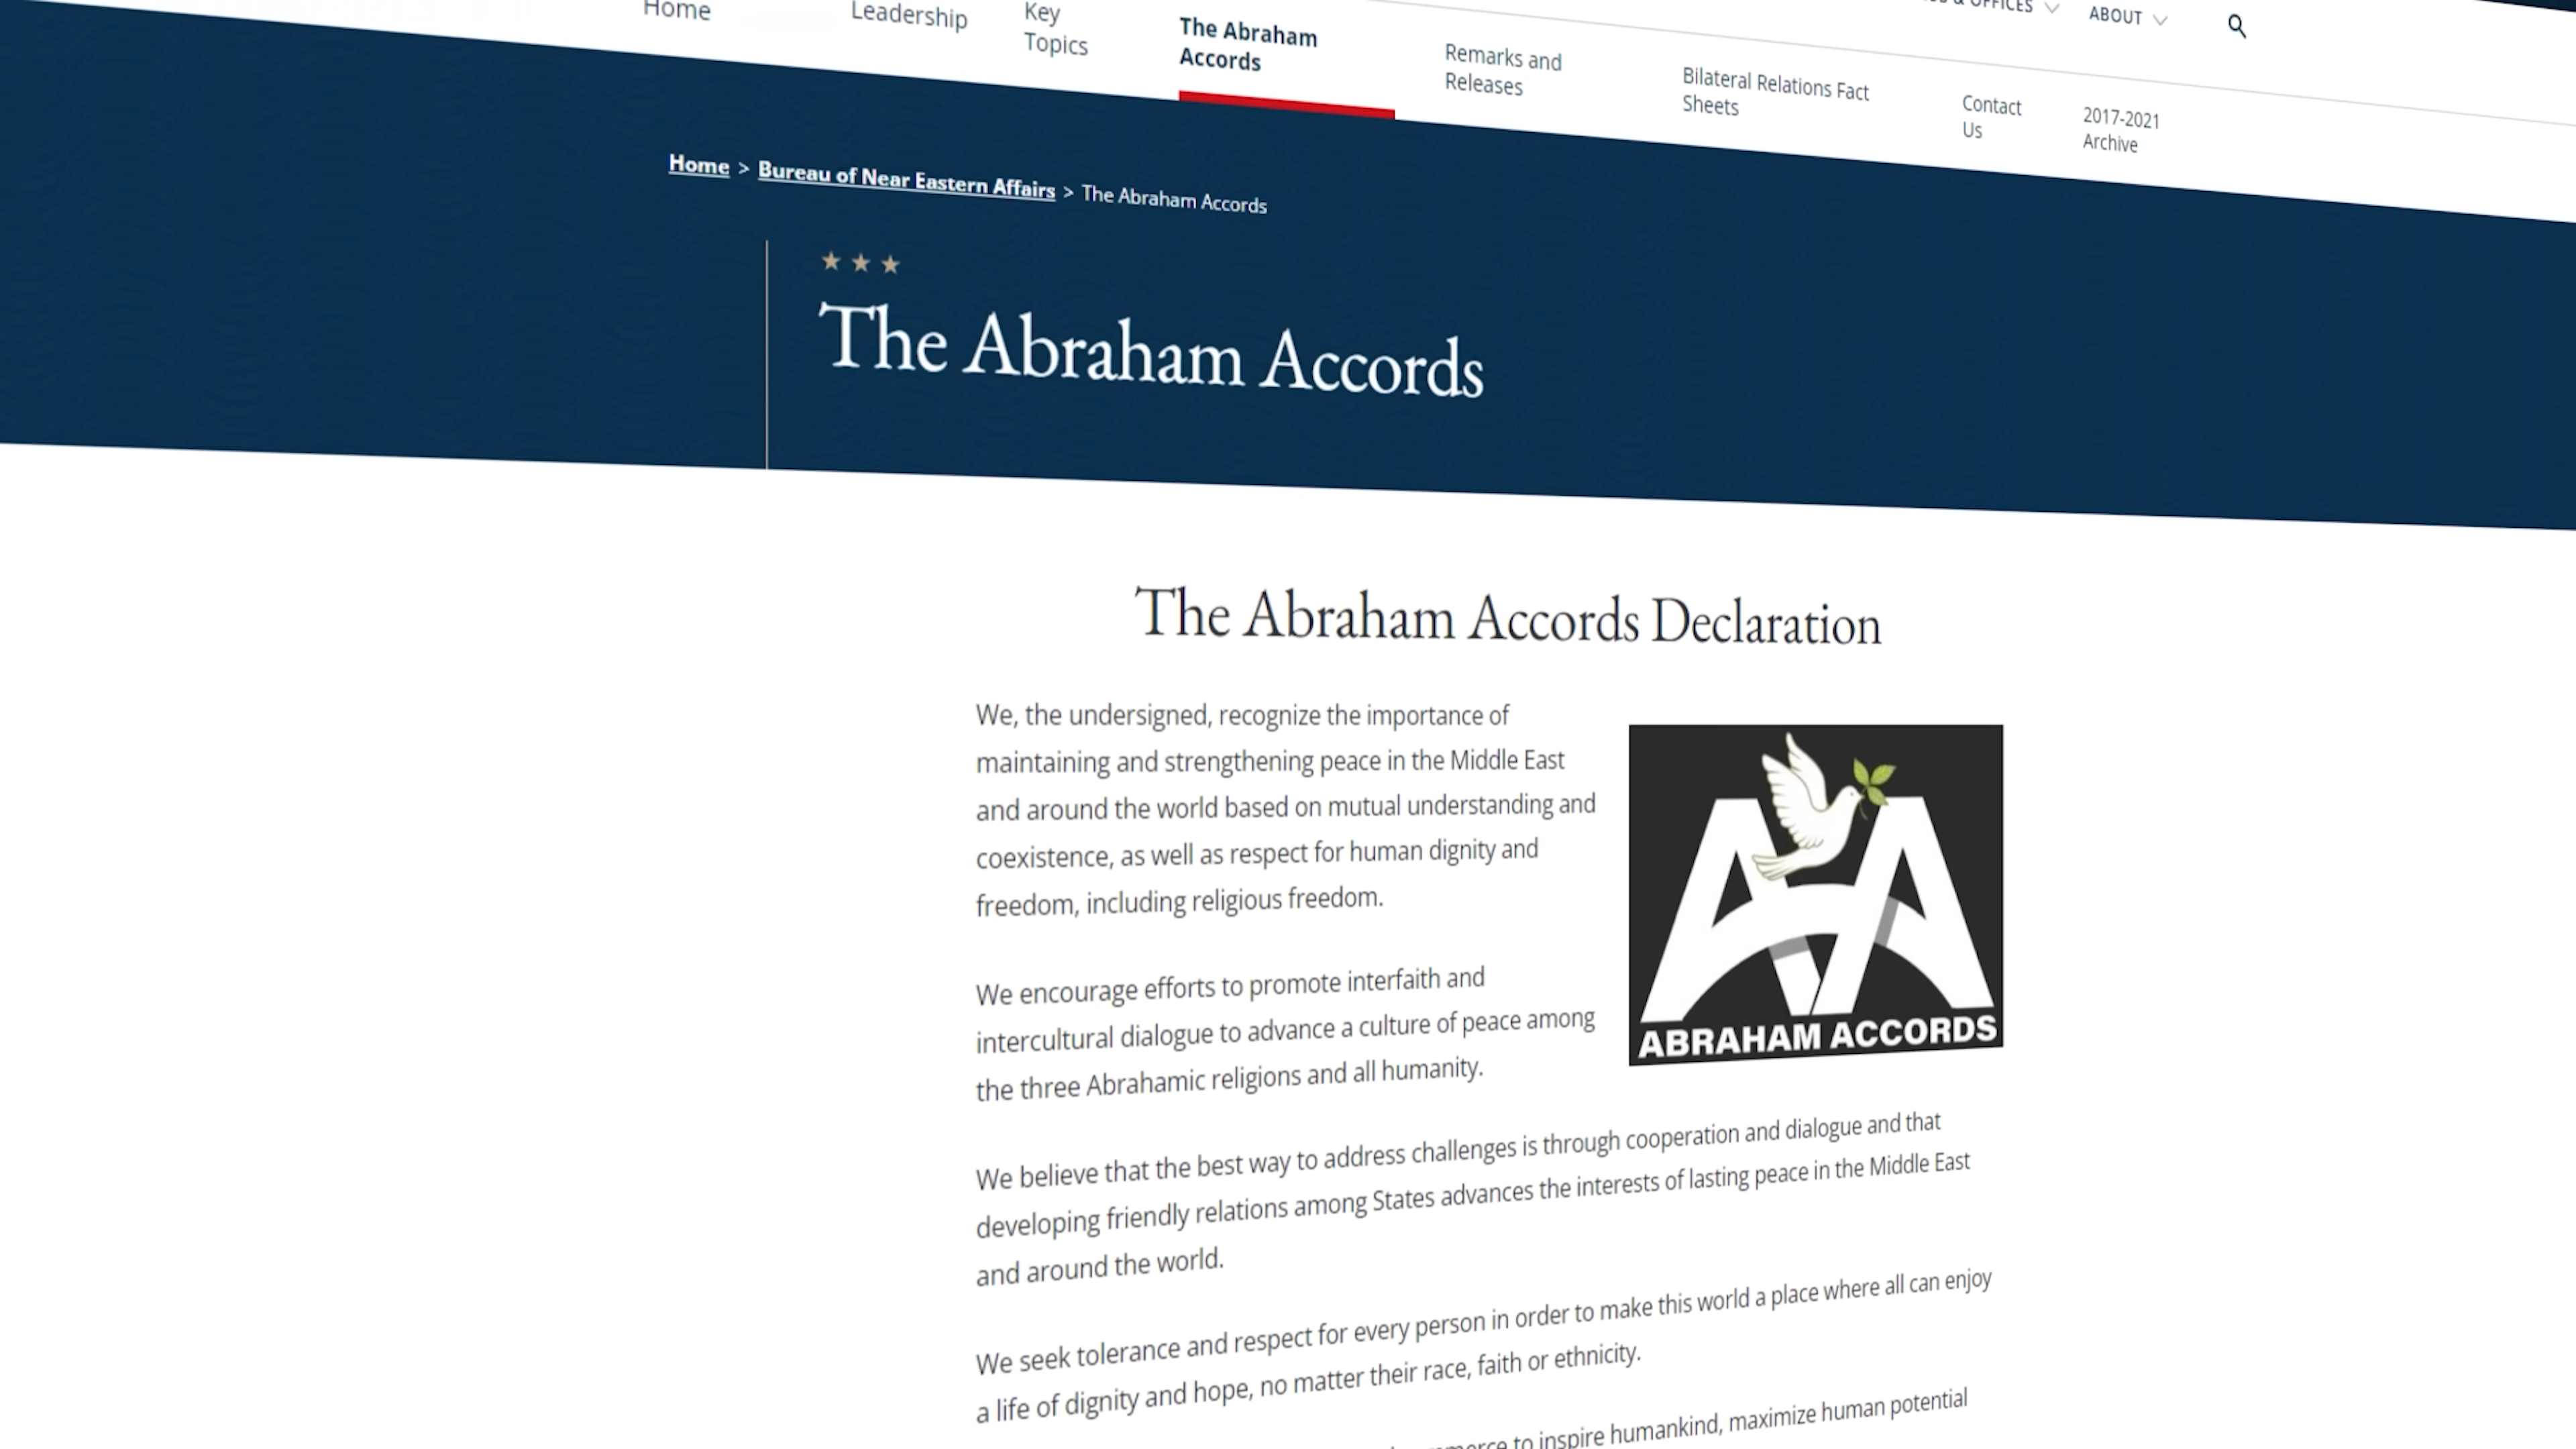 Home
Leadership
Key
Topics
The Abraham
Accords
Remarks and
Releases
Bilateral Relations Fact
Sheets
Contact
Us
2017-2021
Archive
& OFFICES
ABOUT
Home > Bureau of Near Eastern Affairs > The Abraham Accords
The Abraham Accords
The Abraham Accords Declaration
We, the undersigned, recognize the importance of
maintaining and strengthening peace in the Middle East
and around the world based on mutual understanding and
coexistence, as well as respect for human dignity and
freedom, including religious freedom.
We encourage efforts to promote interfaith and
intercultural dialogue to advance a culture of peace among
the three Abrahamic religions and all humanity.
AA
ABRAHAM ACCORDS
We believe that the best way to address challenges is through cooperation and dialogue and that
developing friendly relations among States advances the interests of lasting peace in the Middle East
and around the world.
We seek tolerance and respect for every person in order to make this world a place where all can enjoy
a life of dignity and hope, no matter their race, faith or ethnicity.
to inspire humankind, maximize human potential